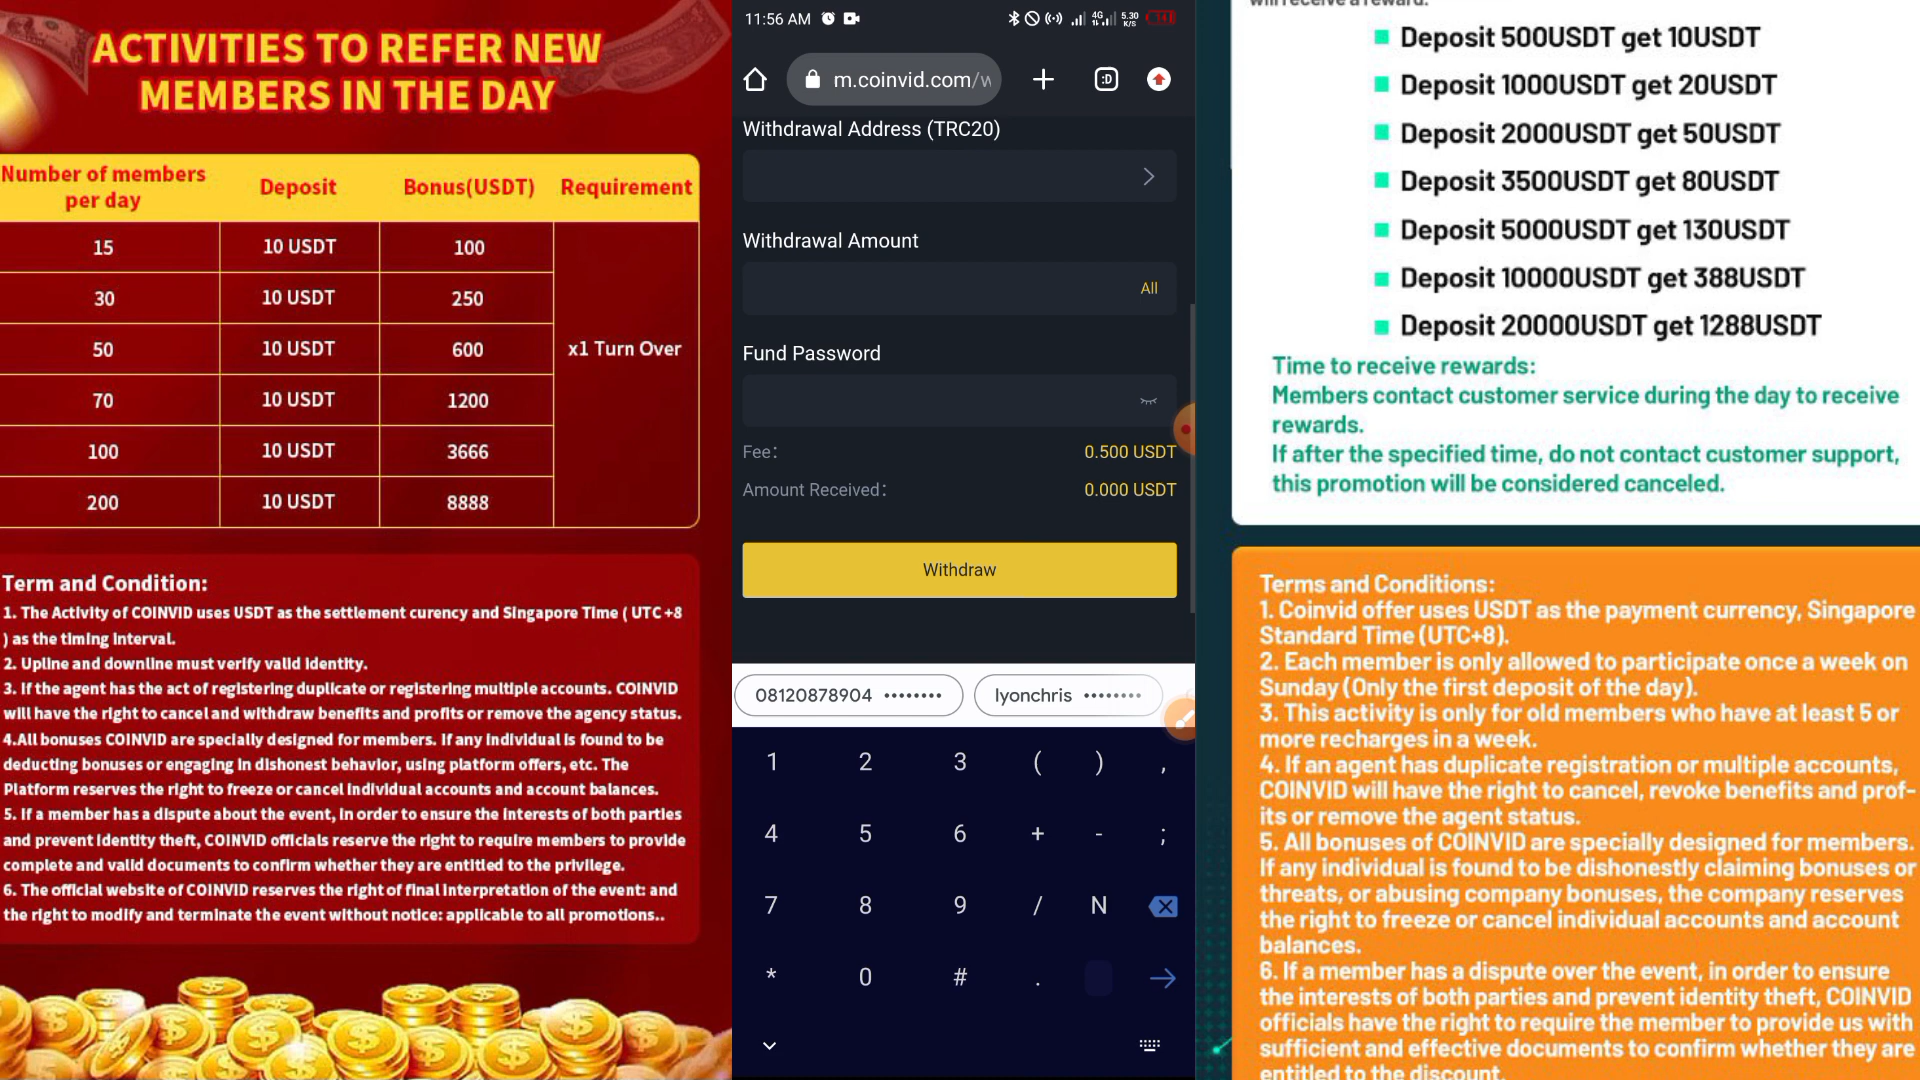 ACTIVITIES TO REFER NEW
MEMBERS IN THE DAY
Number of members
per day
Deposit
Bonus(USDT)
Requirement
15
10 USDT
100
30
10 USDT
250
50
10 USDT
600
x1 Turn Over
70
10 USDT
1200
100
10 USDT
3666
200
10 USDT
8888
Term and Condition:
1. The Activity of COINVID uses USDT as the settlement curency and Singapore Time ( UTC +8
) as the timing interval.
2. Upline and downline must verify valid identity.
3. If the agent has the act of registering duplicate or registering multiple accounts. COINVID
will have the right to cancel and withdraw benefits and profits or remove the agency status.
4.All bonuses COINVID are specially designed for members. If any individual is found to be
deducting bonuses or engaging in dishonest behavior, using platform offers, etc. The
Platform reserves the right to freeze or cancel individual accounts and account balances.
5. If a member has a dispute about the event, in order to ensure the interests of both parties
and prevent identity theft, COINVID officials reserve the right to require members to provide
complete and valid documents to confirm whether they are entitled to the privilege.
6. The official website of COINVID reserves the right of final interpretation of the event: and
the right to modify and terminate the event without notice: applicable to all promotions..
11:56 AM
4G
5.30
K/S
14
m.coinvid.com/w
:D
Withdrawal Address (TRC20)
Withdrawal Amount
All
Fund Password
Fee:
0.500 USDT
Amount Received:
0.000 USDT
Withdraw
08120878904 ••••••••
lyonchris ••••••••
1 2 3 ( ) ,
4 5 6 + - ;
7 8 9 / N
* 0 # .
will receive a reward.
Deposit 500USDT get 10USDT
Deposit 1000USDT get 20USDT
Deposit 2000USDT get 50USDT
Deposit 3500USDT get 80USDT
Deposit 5000USDT get 130USDT
Deposit 10000USDT get 388USDT
Deposit 20000USDT get 1288USDT
Time to receive rewards:
Members contact customer service during the day to receive
rewards.
If after the specified time, do not contact customer support,
this promotion will be considered canceled.
Terms and Conditions:
1. Coinvid offer uses USDT as the payment currency, Singapore
Standard Time (UTC+8).
2. Each member is only allowed to participate once a week on
Sunday (Only the first deposit of the day).
3. This activity is only for old members who have at least 5 or
more recharges in a week.
4. If an agent has duplicate registration or multiple accounts,
COINVID will have the right to cancel, revoke benefits and prof-
its or remove the agent status.
5. All bonuses of COINVID are specially designed for members.
If any individual is found to be dishonestly claiming bonuses or
threats, or abusing company bonuses, the company reserves
the right to freeze or cancel individual accounts and account
balances.
6. If a member has a dispute over the event, in order to ensure
the interests of both parties and prevent identity theft, COINVID
officials have the right to require the member to provide us with
sufficient and effective documents to confirm whether they are
entitled to the discount.